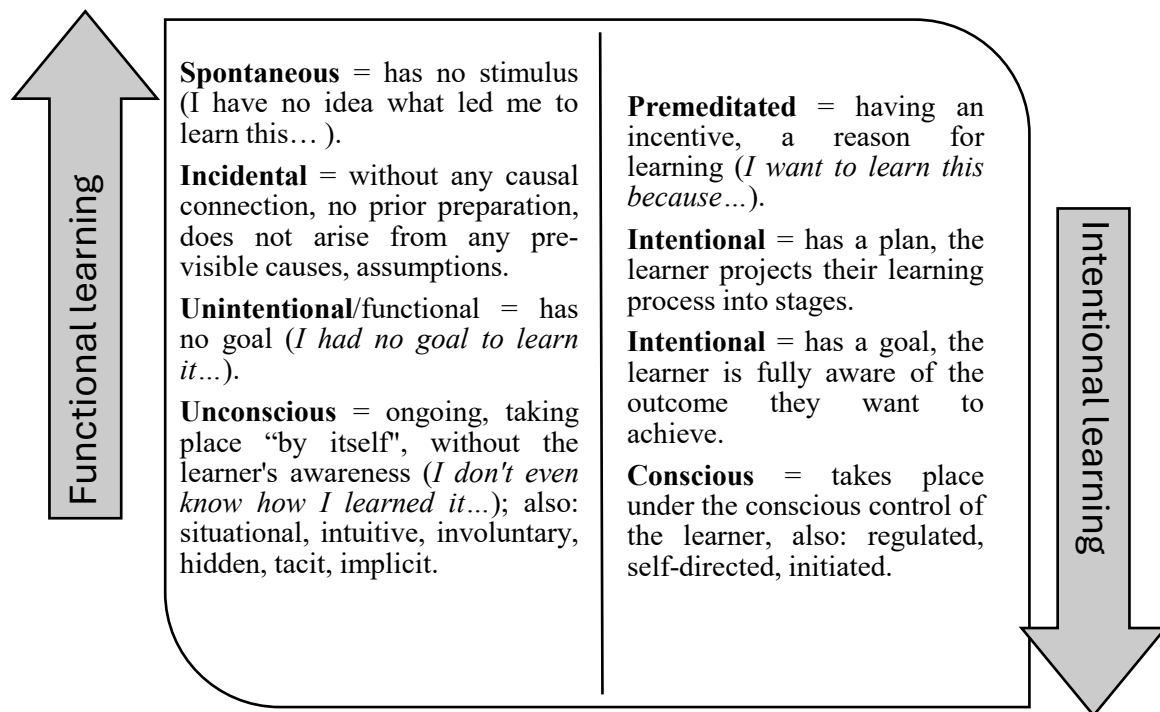 Functional learning
Spontaneous = has no stimulus
(I have no idea what led me to
learn this… ).
Incidental = without any causal
connection, no prior preparation,
does not arise from any pre-
visible causes, assumptions.
Unintentional/functional = has
no goal (I had no goal to learn
it...).
Unconscious = ongoing, taking
place “by itself", without the
learner's awareness (I don't even
know how I learned it…); also:
situational, intuitive, involuntary,
hidden, tacit, implicit.
Premeditated = having an
incentive, a reason for
learning (I want to learn this
because…).
Intentional = has a plan, the
learner projects their learning
process into stages.
Intentional = has a goal, the
learner is fully aware of the
outcome they want to
achieve.
Conscious = takes place
under the conscious control of
the learner, also: regulated,
self-directed, initiated.
Intentional learning